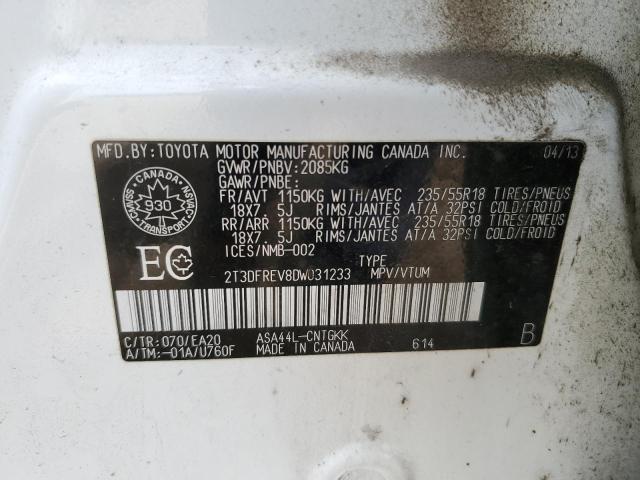 MFD.BY:TOYOTA MOTOR MANUFACTURING CANADA INC. 04/13
GVWR/PNBV:2085KG
GAWR/PNBE:
FR/AVT 1150KG WITH/AVEC 235/55R18 TIRES/PNEUS
18X7.5J RIMS/JANTES AT/A 32PSI COLD/FROID
RR/ARR 1150KG WITH/AVEC 235/55R18 TIRES/PNEUS
18X7.5J RIMS/JANTES AT/A 32PSI COLD/FROID
ICES/NMB-002
CANADA
CMVSS
930
NSVAC
TRANSPORT
EC
TYPE
2T3DFREV8DW031233 MPV/VTUM
C/TR:070/EA20 ASA44L-CNTGKK 614 B
A/TM:-01A/U760F MADE IN CANADA